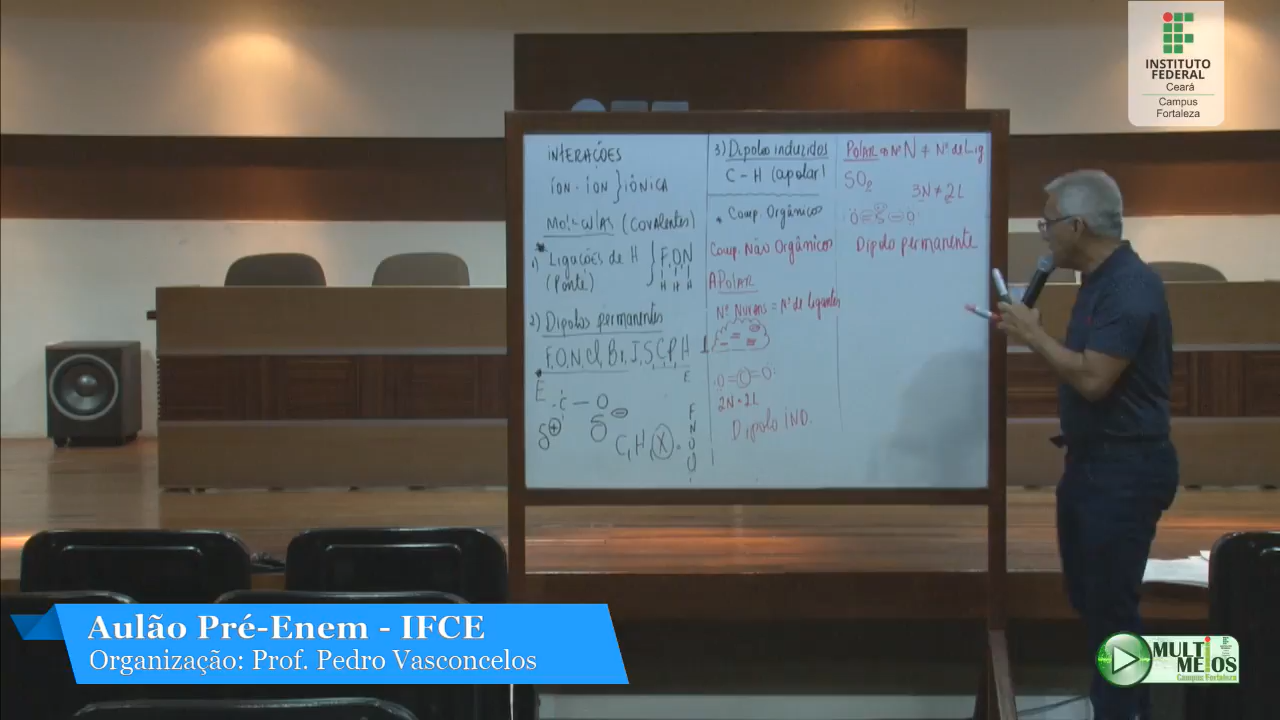 INTERAÇÕES
ÍON - ÍON } IÔNICA
MOLÉCULAS (COVALENTES)
1) Ligações de H } F,O,N
(Ponte) H H H
2) Dipolos permanentes
F,O,N,Cl,Br,I,S,C,P,H
E
C — O
δ⊕ δ⊖
C,H,X
F
N
O
3) Dipolos induzidos
C – H (apolar)
Comp. Orgânicos
Comp. Não Orgânicos
APOLAR
Nº Nuvens = Nº de Ligantes
O=C=O
2N=2L
Dipolo IND.
POLAR Nº N ≠ Nº de Lig
SO2
3N ≠ 2L
O=S–O
Dipolo permanente
INSTITUTO
FEDERAL
Ceará
Campus
Fortaleza
Aulão Pré-Enem - IFCE
Organização: Prof. Pedro Vasconcelos
MULTIMEIOS
Campus Fortaleza